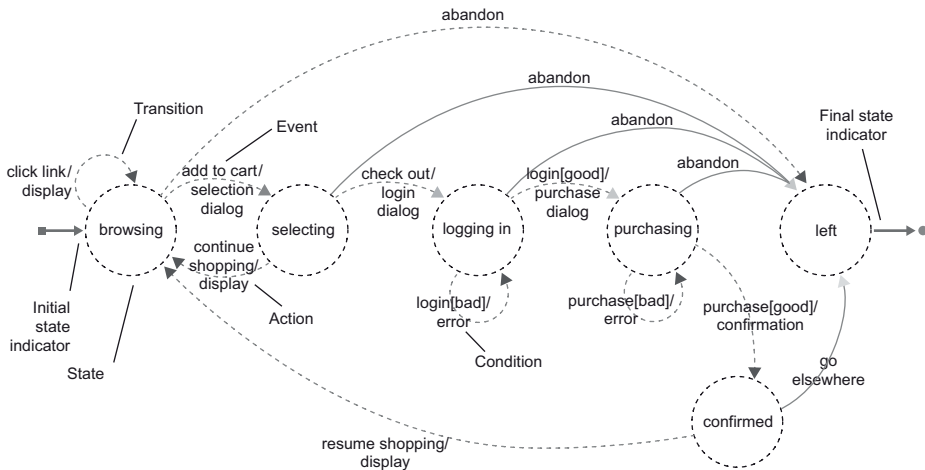 abandon
abandon
Transition
Final state
indicator
Event
abandon
click link/
display
add to cart/
selection
dialog
check out/
login
dialog
login[good]/
purchase
dialog
abandon
browsing
selecting
logging in
purchasing
left
continue
shopping/
display
Initial
state
indicator
Action
login[bad]/
error
purchase[bad]/
error
purchase[good]/
confirmation
State
Condition
go
elsewhere
confirmed
resume shopping/
display